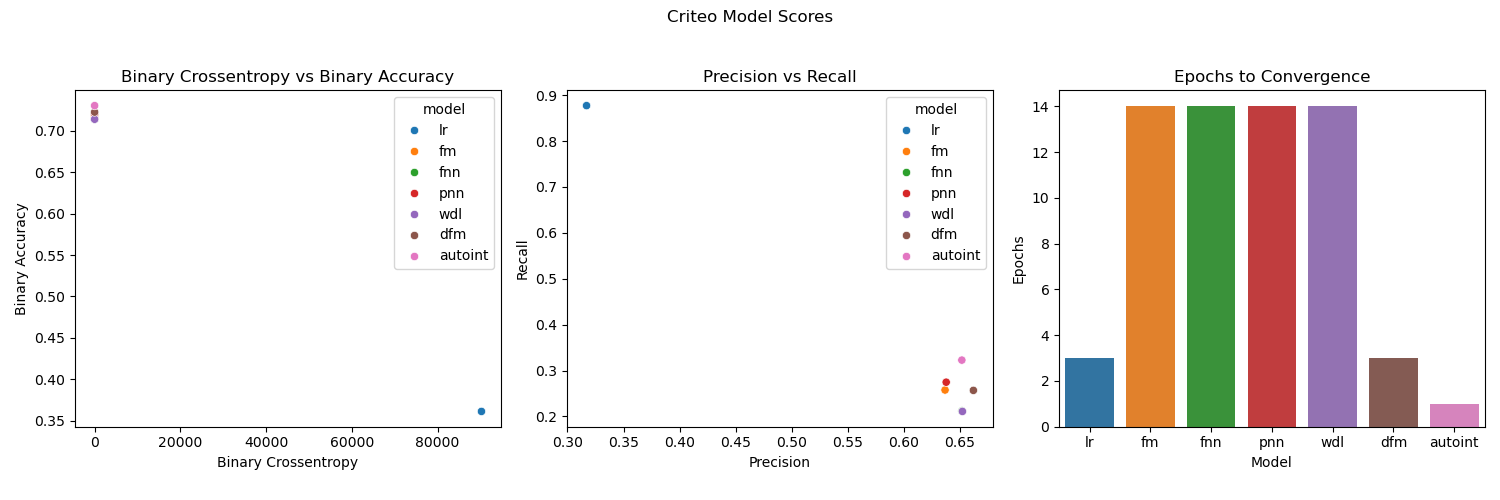 Criteo Model Scores
Binary Crossentropy vs Binary Accuracy
Binary Accuracy
0.70
0.65
0.60
0.55
0.50
0.45
0.40
0.35
model
lr
fm
fnn
pnn
wdl
dfm
autoint
0 20000 40000 60000 80000
Binary Crossentropy
Precision vs Recall
Recall
0.9
0.8
0.7
0.6
0.5
0.4
0.3
0.2
model
lr
fm
fnn
pnn
wdl
dfm
autoint
0.30 0.35 0.40 0.45 0.50 0.55 0.60 0.65
Precision
Epochs to Convergence
Epochs
14
12
10
8
6
4
2
0
lr fm fnn pnn wdl dfm autoint
Model